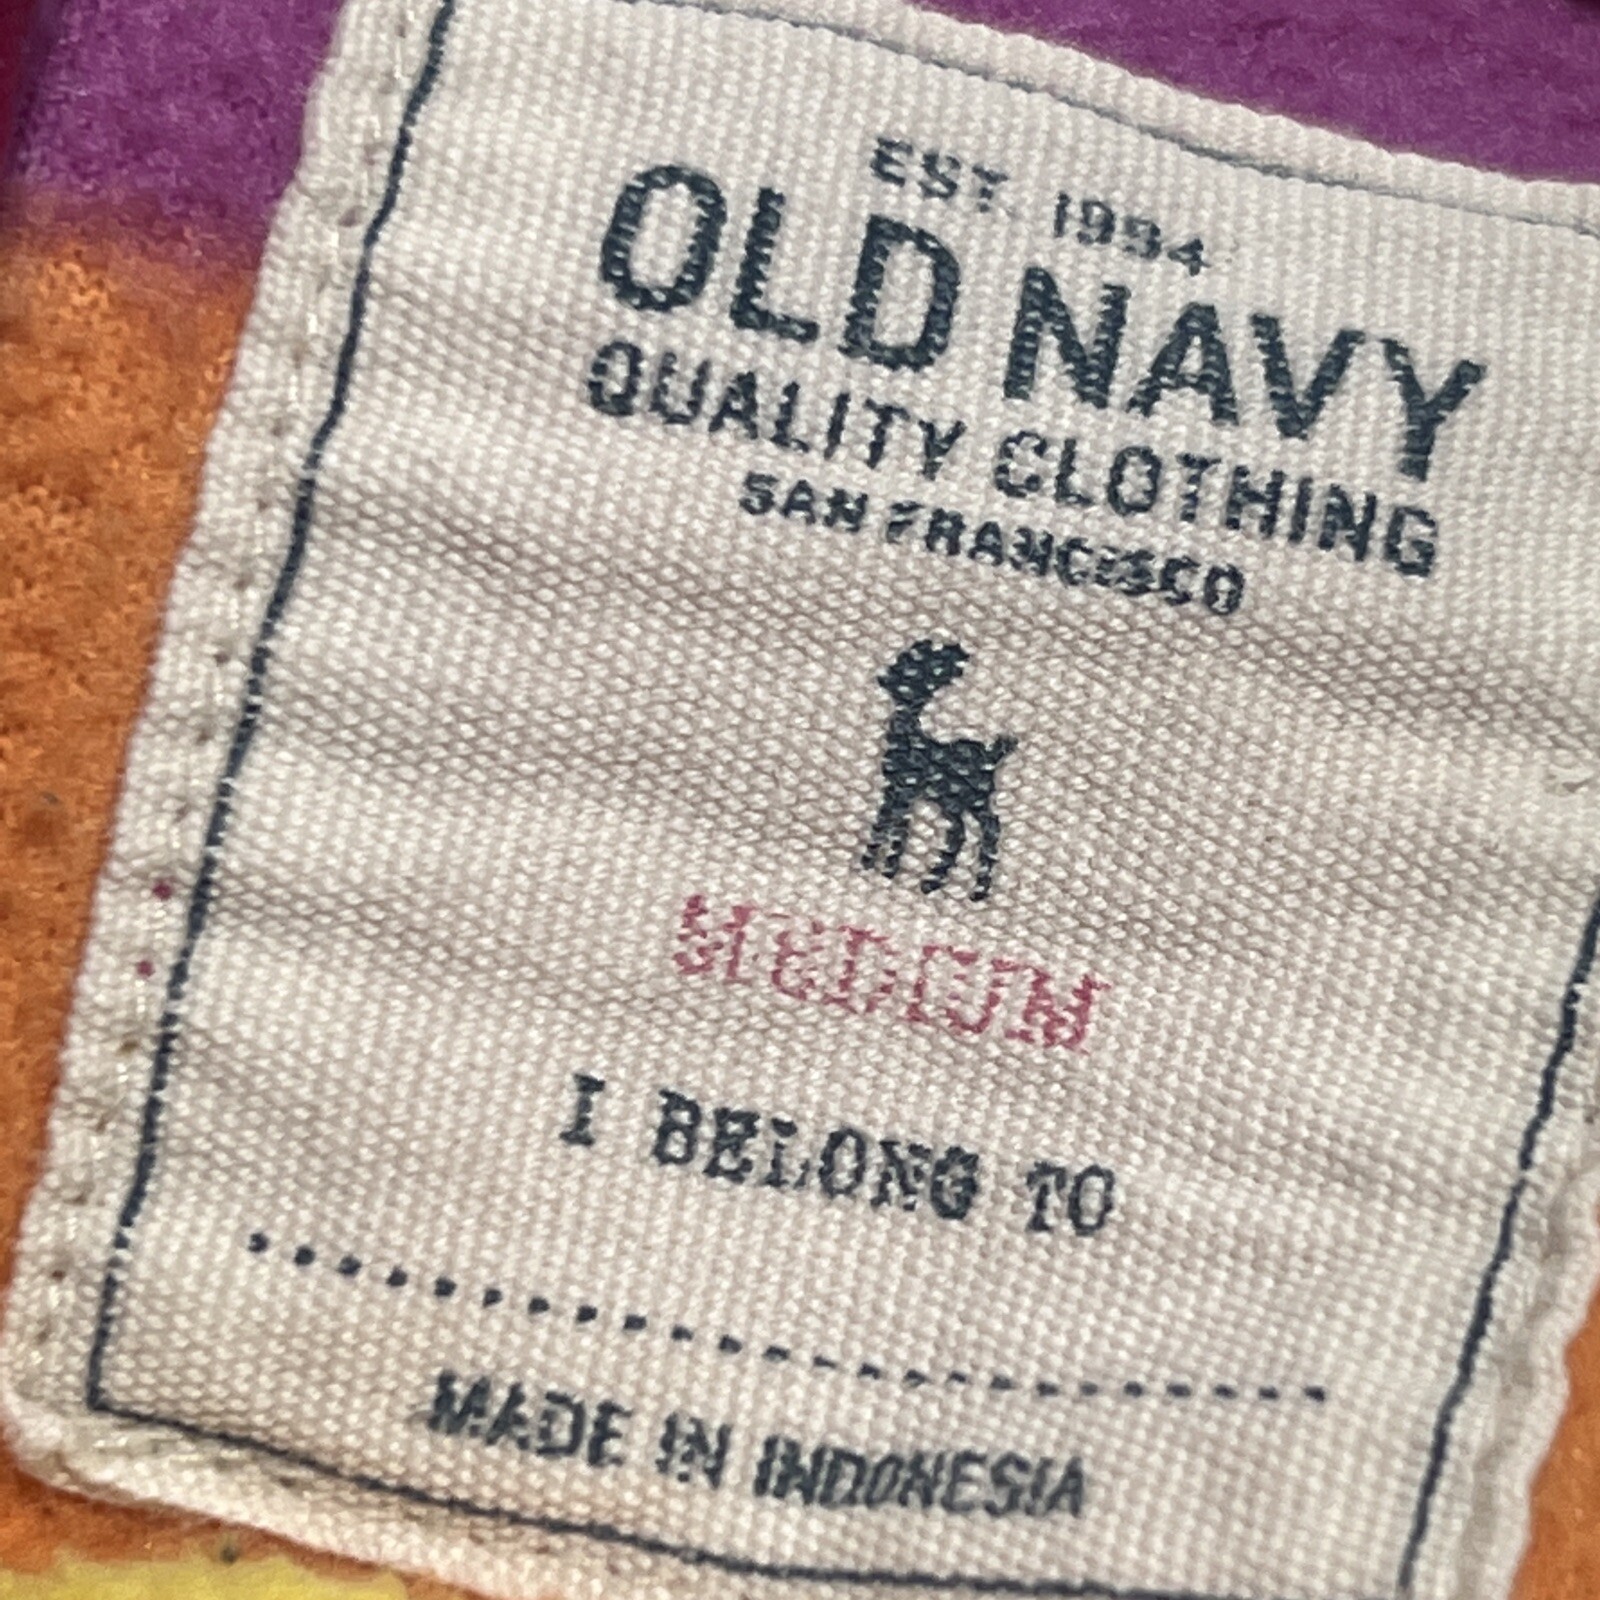 EST. 1994
OLD NAVY
QUALITY CLOTHING
SAN FRANCISCO
MEDIUM
I BELONG TO
MADE IN INDONESIA